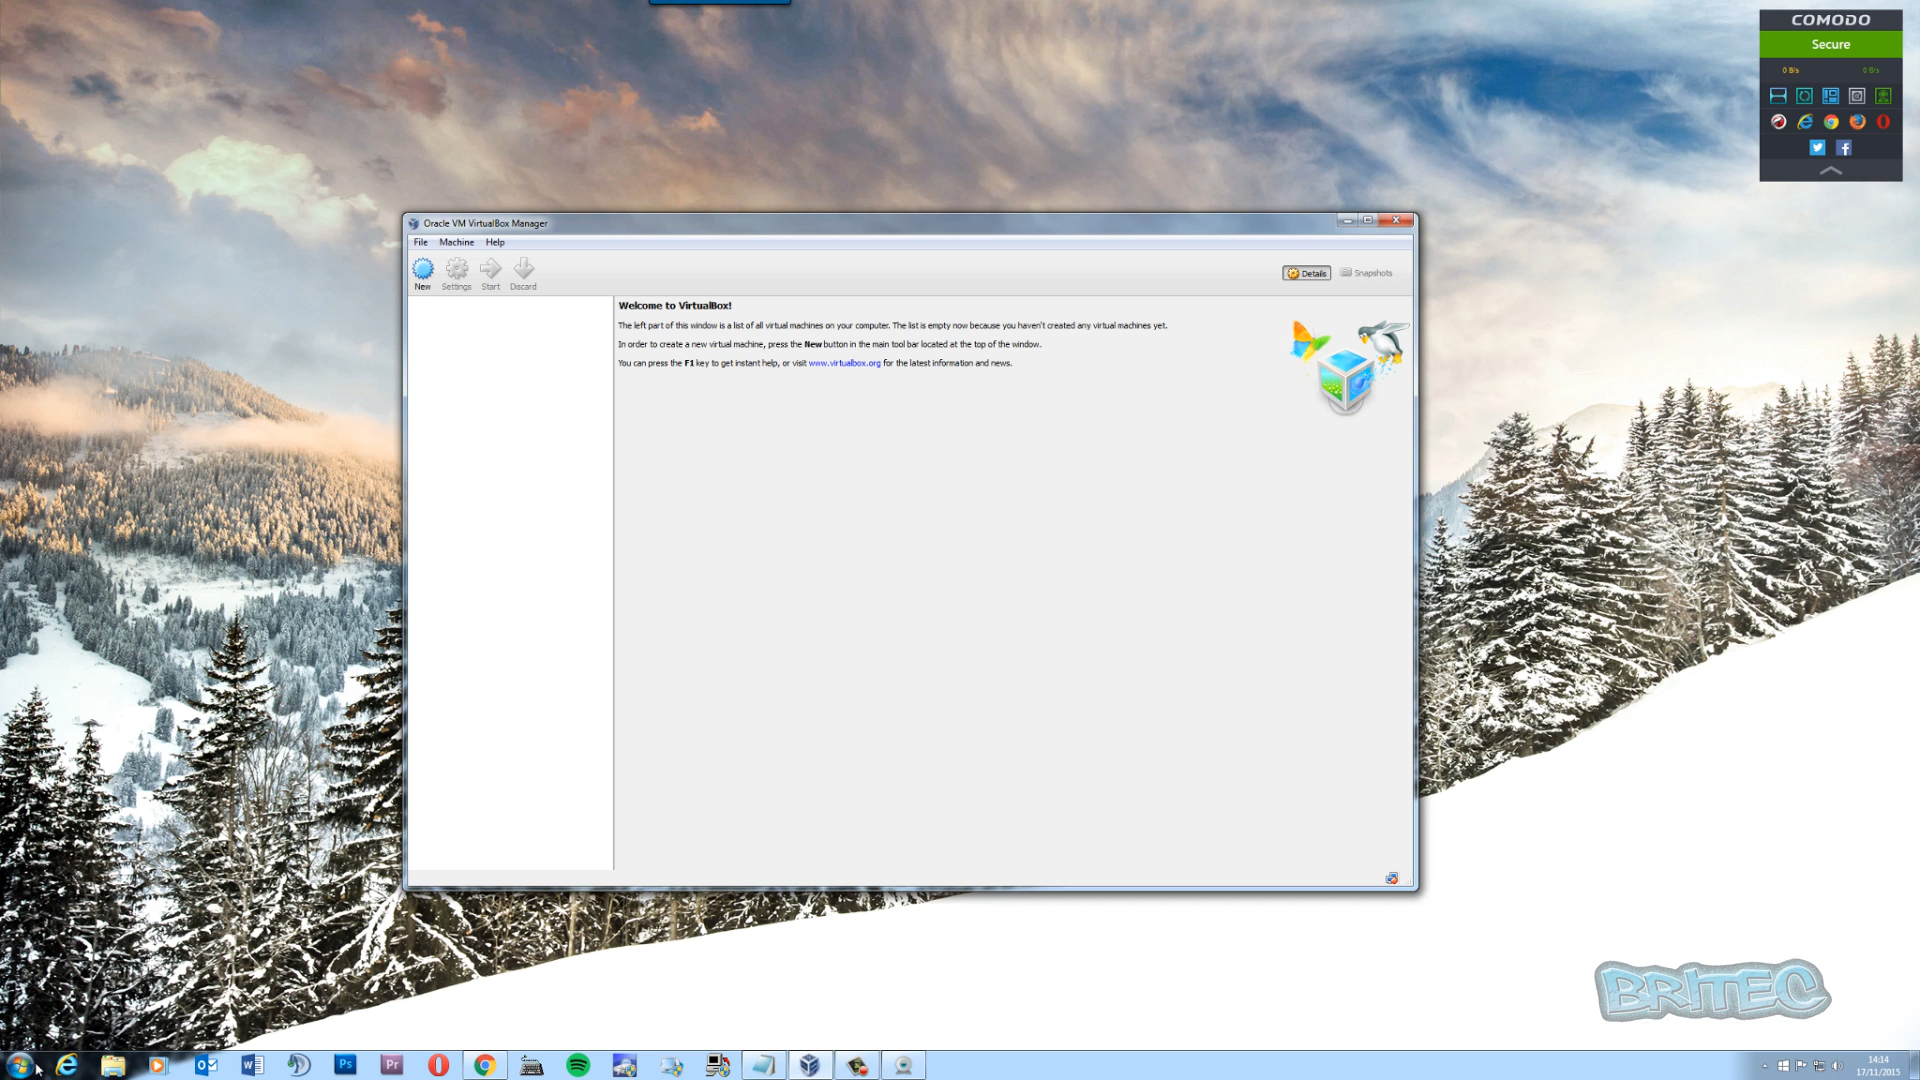 COMODO
Secure
0 B/s
0 B/s
Oracle VM VirtualBox Manager
File Machine Help
New Settings Start Discard
Details Snapshots
Welcome to VirtualBox!
The left part of this window is a list of all virtual machines on your computer. The list is empty now because you haven't created any virtual machines yet.
In order to create a new virtual machine, press the New button in the main tool bar located at the top of the window.
You can press the F1 key to get instant help, or visit www.virtualbox.org for the latest information and news.
BRITEC
Ps
Pr
14:14
17/11/2015